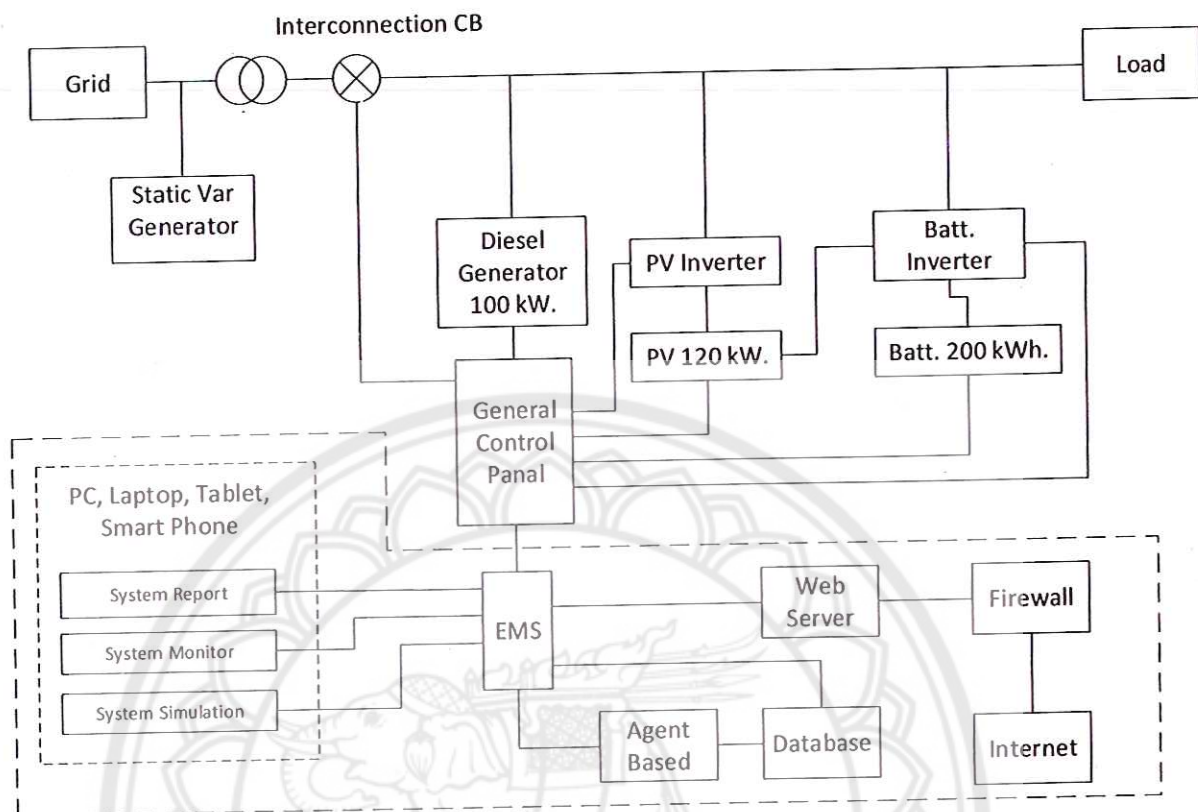 Interconnection CB
Grid
Load
Static Var
Generator
Diesel
Generator
100 kW.
PV Inverter
Batt.
Inverter
PV 120 kW.
Batt. 200 kWh.
General
Control
Panal
PC, Laptop, Tablet,
Smart Phone
System Report
System Monitor
System Simulation
EMS
Web
Server
Firewall
Agent
Based
Database
Internet